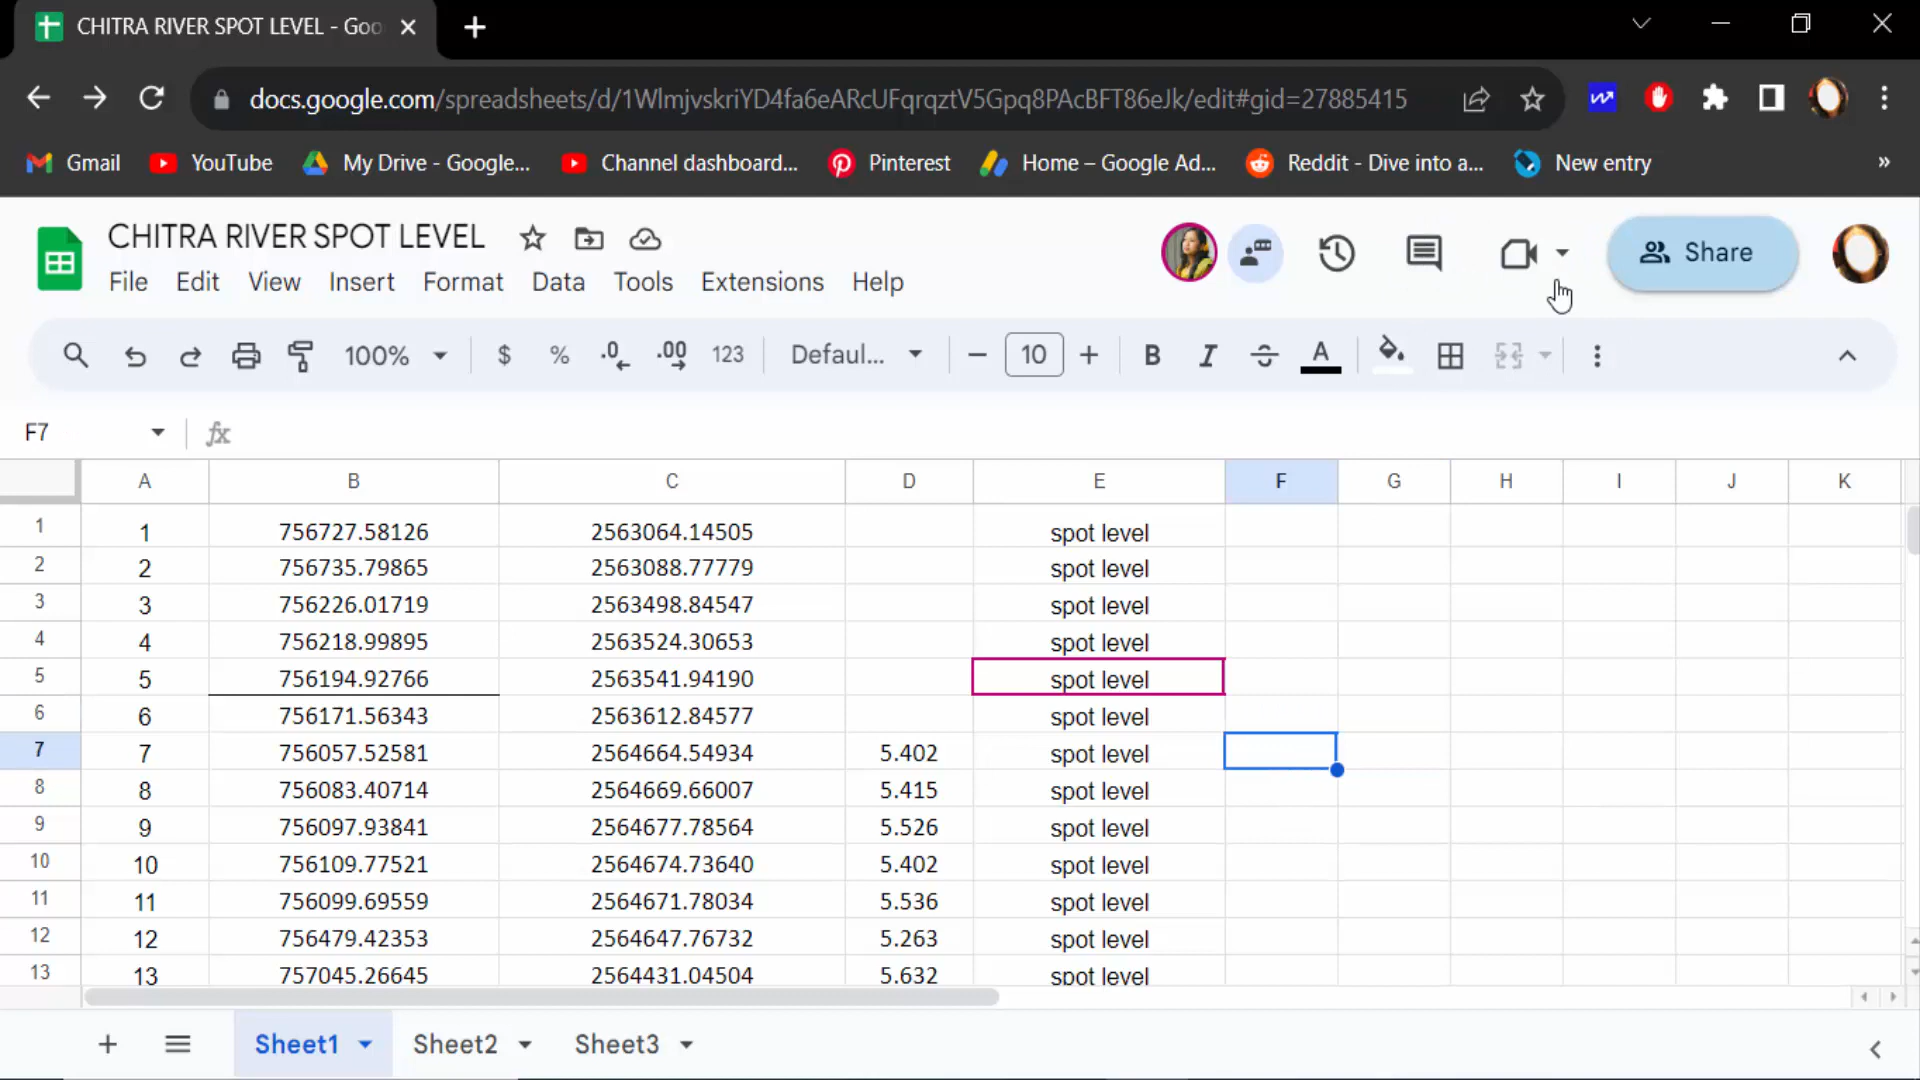 CHITRA RIVER SPOT LEVEL - Goo
docs.google.com/spreadsheets/d/1WlmjvskriYD4fa6eARcUFqrqztV5Gpq8PAcBFT86eJk/edit#gid=27885415
Gmail YouTube My Drive - Google... Channel dashboard... Pinterest Home – Google Ad... Reddit - Dive into a... New entry »
CHITRA RIVER SPOT LEVEL
Share
File Edit View Insert Format Data Tools Extensions Help
100% $ % .0 .00 123 Defaul... − 10 + B I S A
F7 fx
A B C D E F G H I J K
1 1 756727.58126 2563064.14505 spot level
2 2 756735.79865 2563088.77779 spot level
3 3 756226.01719 2563498.84547 spot level
4 4 756218.99895 2563524.30653 spot level
5 5 756194.92766 2563541.94190 spot level
6 6 756171.56343 2563612.84577 spot level
7 7 756057.52581 2564664.54934 5.402 spot level
8 8 756083.40714 2564669.66007 5.415 spot level
9 9 756097.93841 2564677.78564 5.526 spot level
10 10 756109.77521 2564674.73640 5.402 spot level
11 11 756099.69559 2564671.78034 5.536 spot level
12 12 756479.42353 2564647.76732 5.263 spot level
13 13 757045.26645 2564431.04504 5.632 spot level
Sheet1 Sheet2 Sheet3